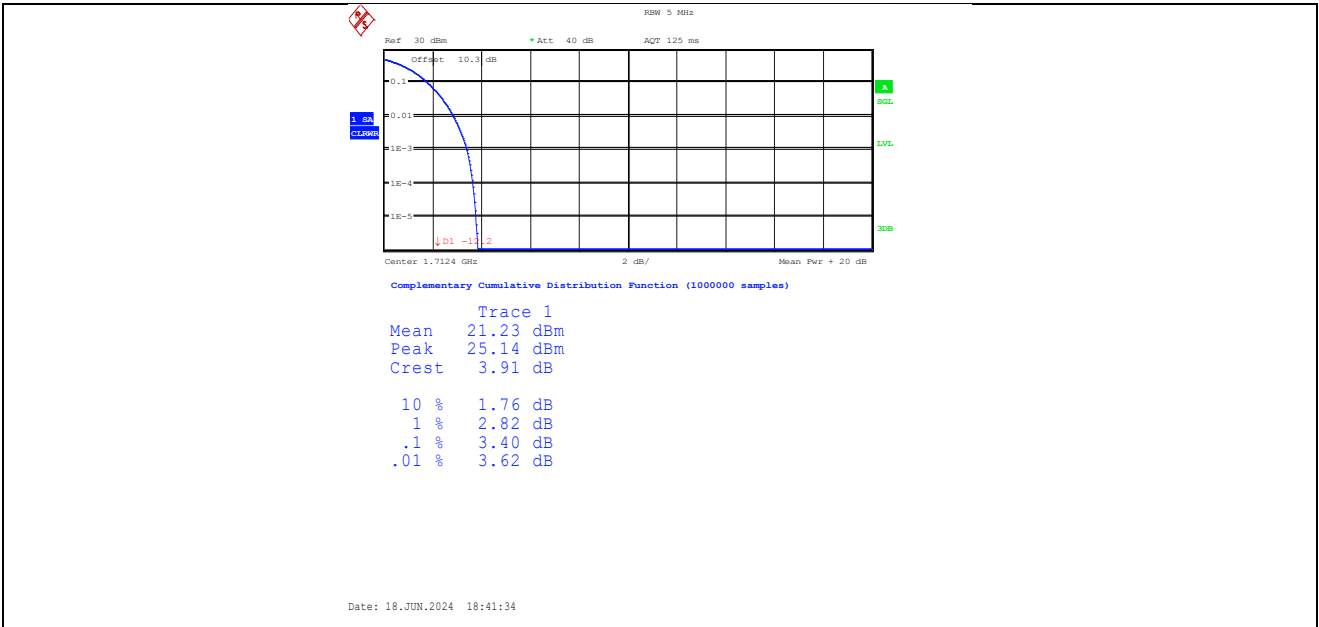 RBW 5 MHz
Ref 30 dBm * Att 40 dB AQT 125 ms
Offset 10.3 dB
0.1
A
SGL
0.01
1 SA
CLRWR
1E-3
LVL
1E-4
1E-5
3DB
↓D1 -12.2
Center 1.7124 GHz 2 dB/ Mean Pwr + 20 dB
Complementary Cumulative Distribution Function (1000000 samples)
Trace 1
Mean 21.23 dBm
Peak 25.14 dBm
Crest 3.91 dB
10 % 1.76 dB
1 % 2.82 dB
.1 % 3.40 dB
.01 % 3.62 dB
Date: 18.JUN.2024 18:41:34